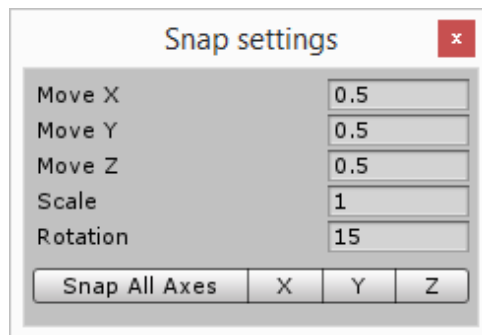 Snap settings x
Move X 0.5
Move Y 0.5
Move Z 0.5
Scale 1
Rotation 15
Snap All Axes X Y Z